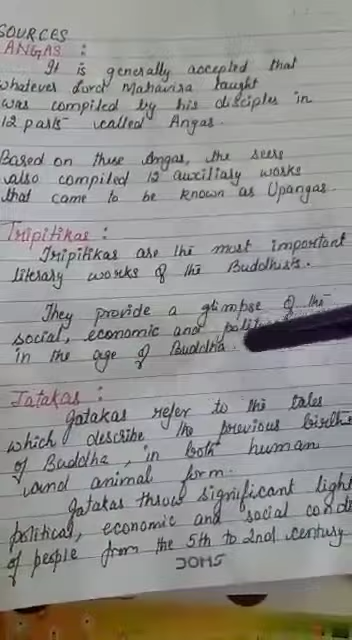 SOURCES
ANGAS :
It is generally accepted that
whatever Lord Mahavira taught
was compiled by his disciples in
12 parts called Angas.
Based on these Angas, the seers
also compiled 12 auxiliary works
that came to be known as Upangas.
Tripitikas :
Tripitikas are the most important
literary works of the Buddhists.
They provide a glimpse of the
social, economic and polit
in the age of Buddha.
Jatakas :
Jatakas refer to the tales
which describe the previous births
of Buddha, in both human
and animal form.
Jatakas throw significant light
political, economic and social condi
of people from the 5th to 2nd century